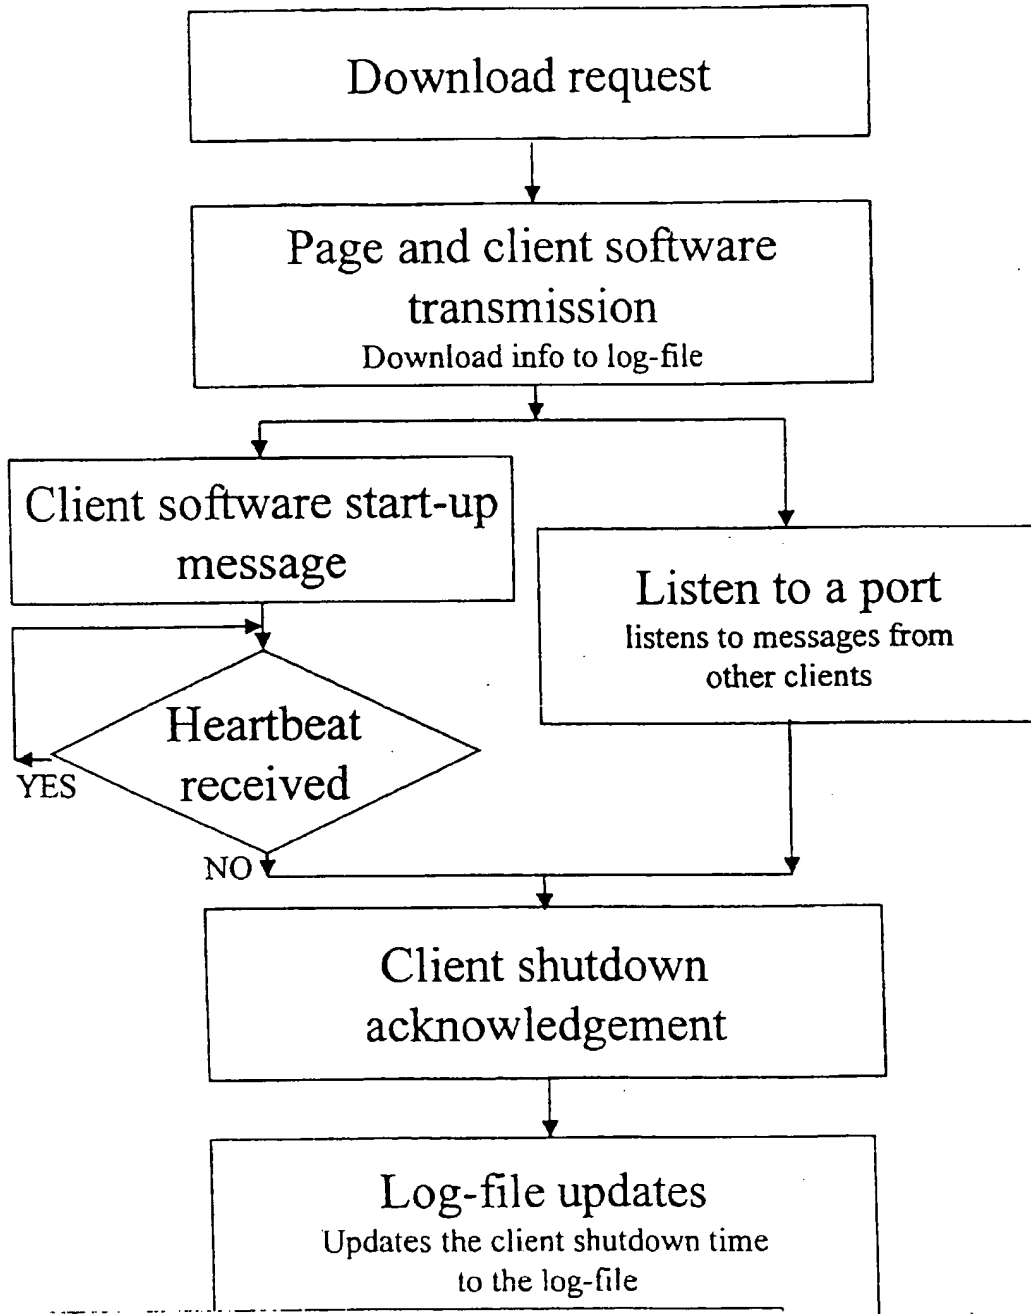 Download request
Page and client software
transmission
Download info to log-file
Client software start-up
message
Listen to a port
listens to messages from
other clients
Heartbeat
received
YES
NO
Client shutdown
acknowledgement
Log-file updates
Updates the client shutdown time
to the log-file